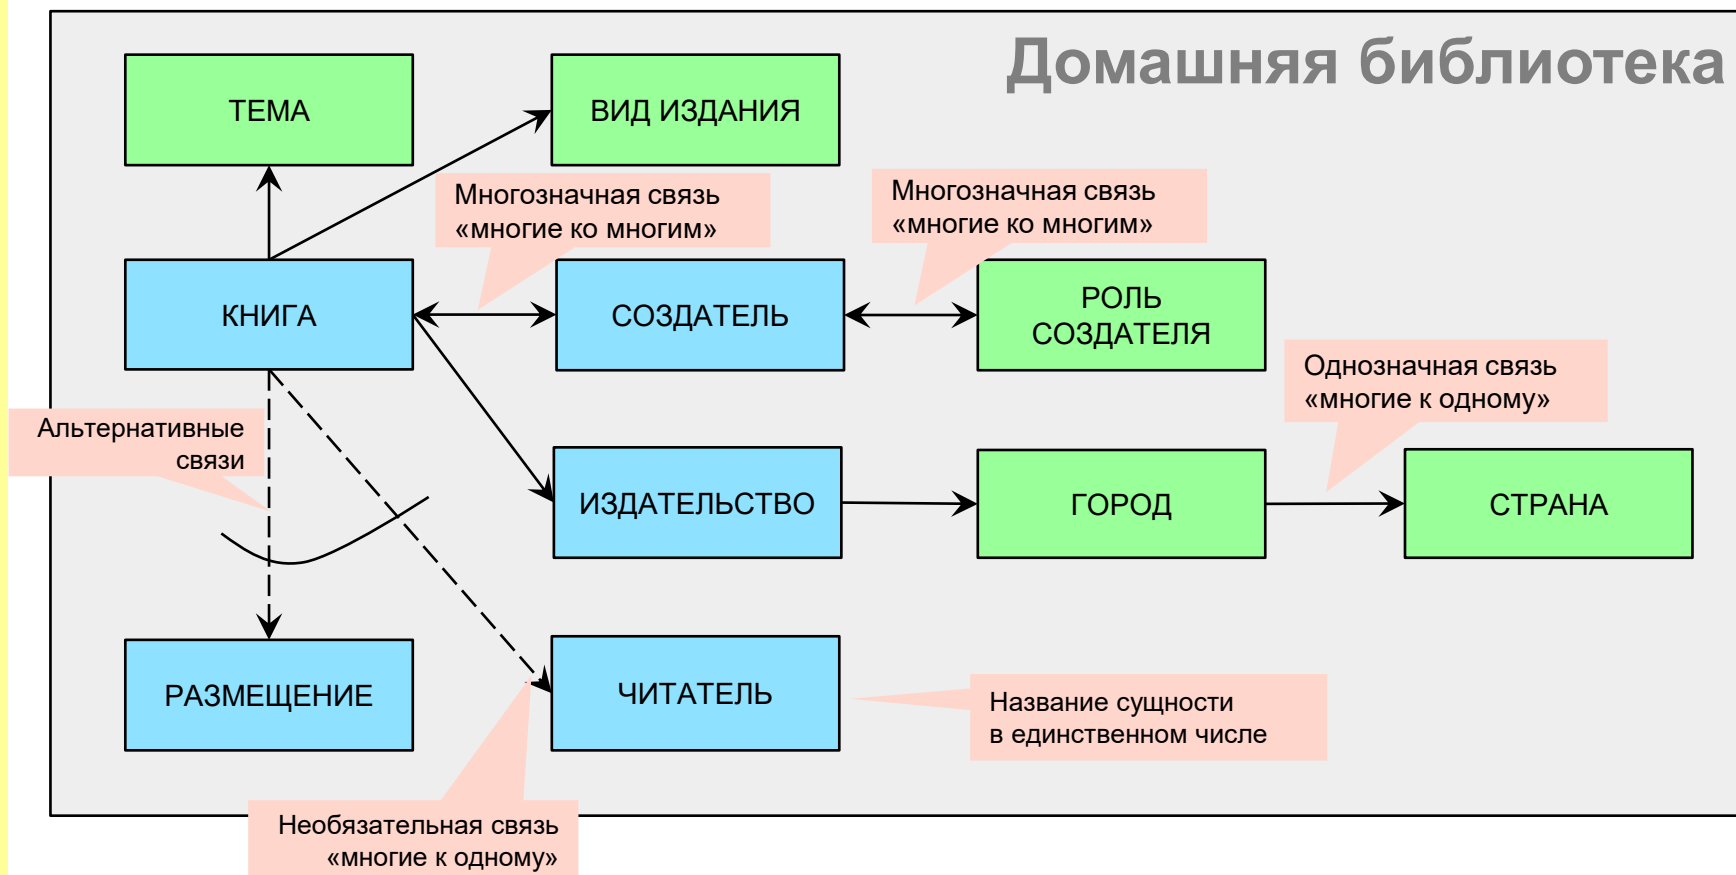 Домашняя библиотека
ТЕМА
ВИД ИЗДАНИЯ
Многозначная связь
«многие ко многим»
Многозначная связь
«многие ко многим»
КНИГА
СОЗДАТЕЛЬ
РОЛЬ
СОЗДАТЕЛЯ
Однозначная связь
«многие к одному»
Альтернативные
связи
ИЗДАТЕЛЬСТВО
ГОРОД
СТРАНА
РАЗМЕЩЕНИЕ
ЧИТАТЕЛЬ
Название сущности
в единственном числе
Необязательная связь
«многие к одному»